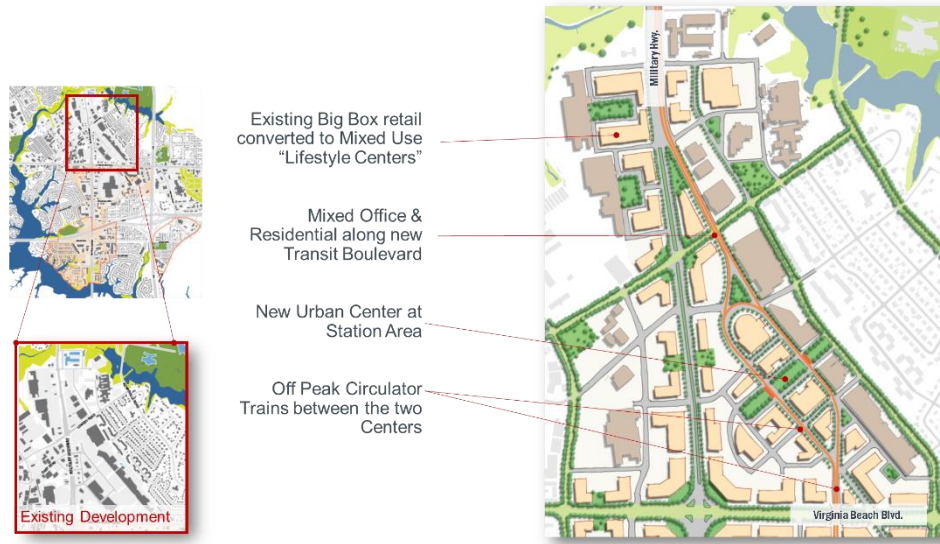 Existing Big Box retail
converted to Mixed Use
“Lifestyle Centers”
Mixed Office &
Residential along new
Transit Boulevard
New Urban Center at
Station Area
Off Peak Circulator
Trains between the two
Centers
Existing Development
Military Hwy.
Virginia Beach Blvd.